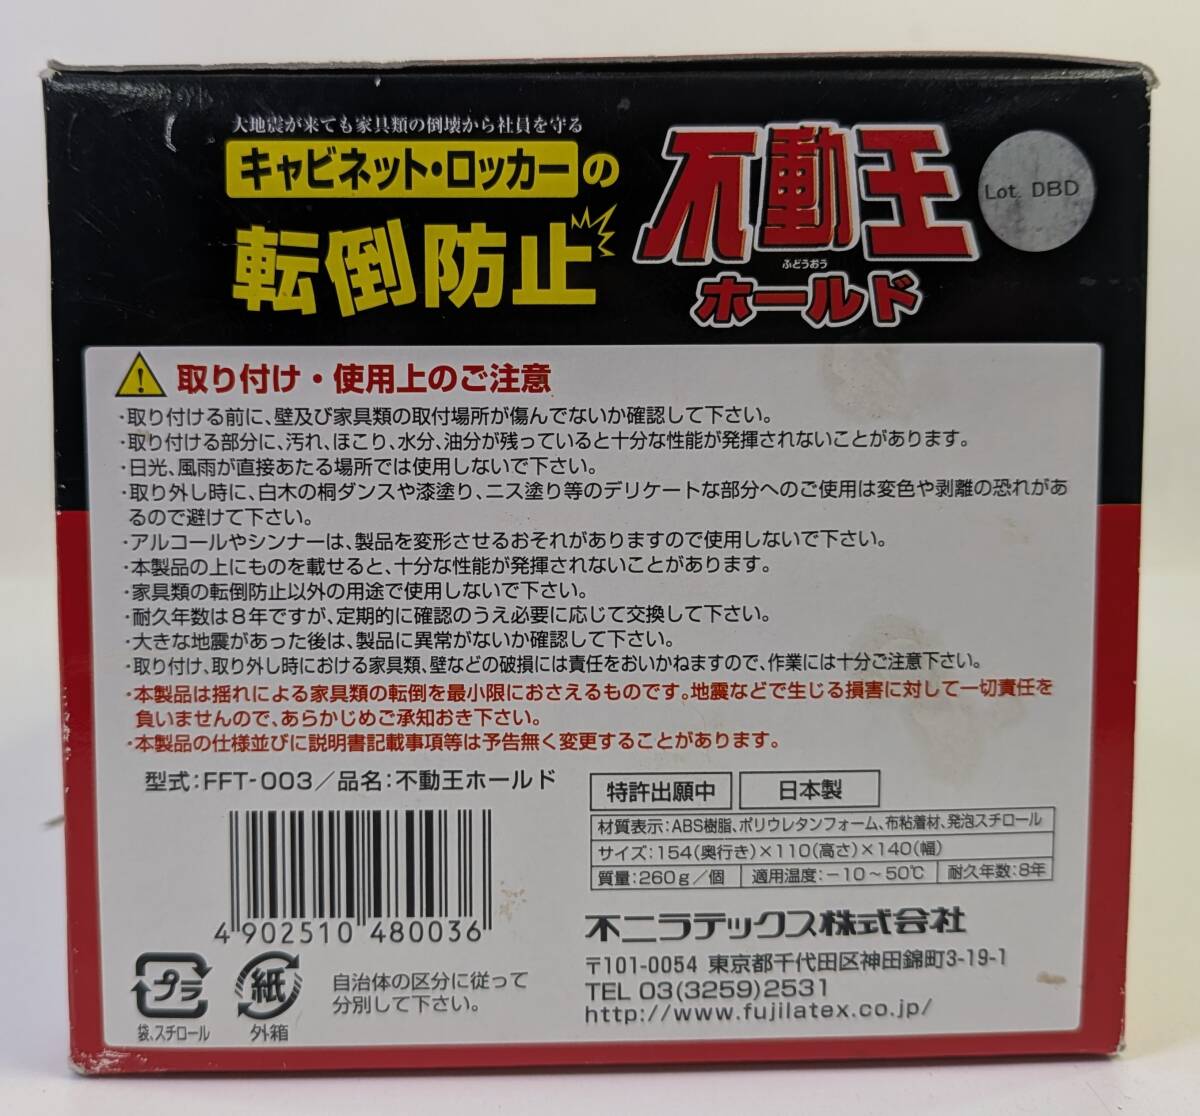 大地震が来ても家具類の倒壊から社員を守る
キャビネット・ロッカーの
転倒防止
不動王
ふどうおう
ホールド
Lot. DBD
取り付け・使用上のご注意
・取り付ける前に、壁及び家具類の取付場所が傷んでないか確認して下さい。
・取り付ける部分に、汚れ、ほこり、水分、油分が残っていると十分な性能が発揮されないことがあります。
・日光、風雨が直接あたる場所では使用しないで下さい。
・取り外し時に、白木の桐ダンスや漆塗り、ニス塗り等のデリケートな部分へのご使用は変色や剥離の恐れがあ
るので避けて下さい。
・アルコールやシンナーは、製品を変形させるおそれがありますので使用しないで下さい。
・本製品の上にものを載せると、十分な性能が発揮されないことがあります。
・家具類の転倒防止以外の用途で使用しないで下さい。
・耐久年数は8年ですが、定期的に確認のうえ必要に応じて交換して下さい。
・大きな地震があった後は、製品に異常がないか確認して下さい。
・取り付け、取り外し時における家具類、壁などの破損には責任をおいかねますので、作業には十分ご注意下さい。
・本製品は揺れによる家具類の転倒を最小限におさえるものです。地震などで生じる損害に対して一切責任を
負いませんので、あらかじめご承知おき下さい。
・本製品の仕様並びに説明書記載事項等は予告無く変更することがあります。
型式:FFT-003/品名:不動王ホールド
特許出願中 日本製
材質表示:ABS樹脂、ポリウレタンフォーム、布粘着材、発泡スチロール
サイズ:154(奥行き)×110(高さ)×140(幅)
質量:260g/個 適用温度:-10~50℃ 耐久年数:8年
4 902510 480036
不二ラテックス株式会社
〒101-0054 東京都千代田区神田錦町3-19-1
TEL 03(3259)2531
http://www.fujilatex.co.jp/
プラ
袋、スチロール
紙
外箱
自治体の区分に従って
分別して下さい。